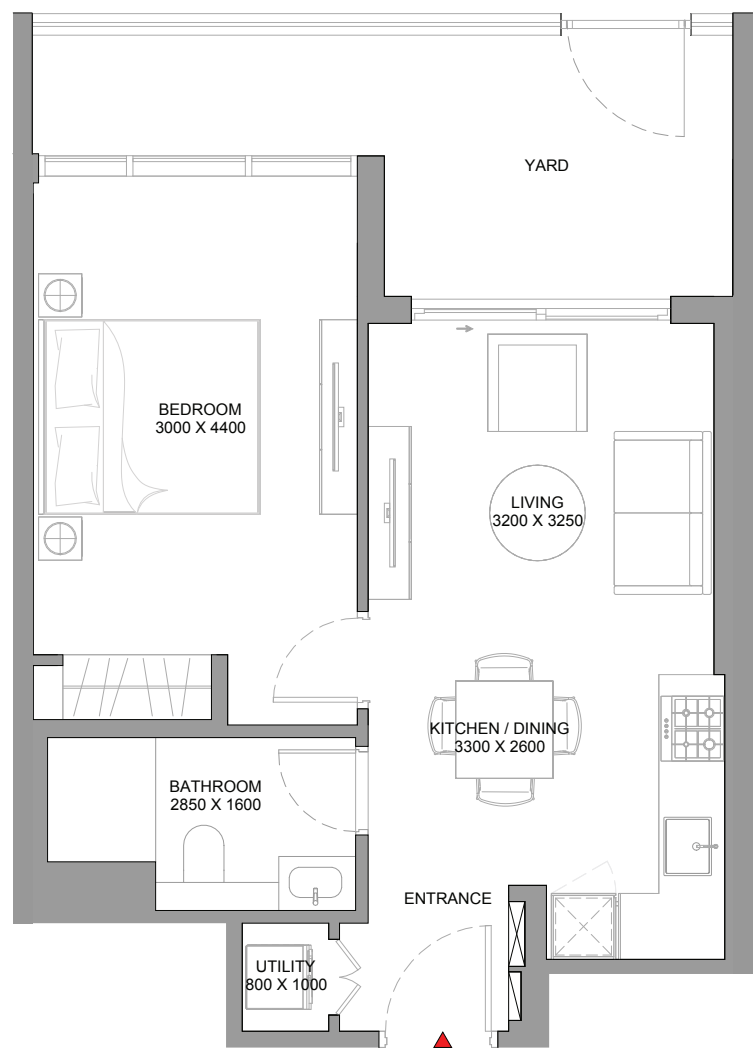 YARD
BEDROOM
3000 X 4400
LIVING
3200 X 3250
KITCHEN / DINING
3300 X 2600
BATHROOM
2850 X 1600
ENTRANCE
UTILITY
800 X 1000